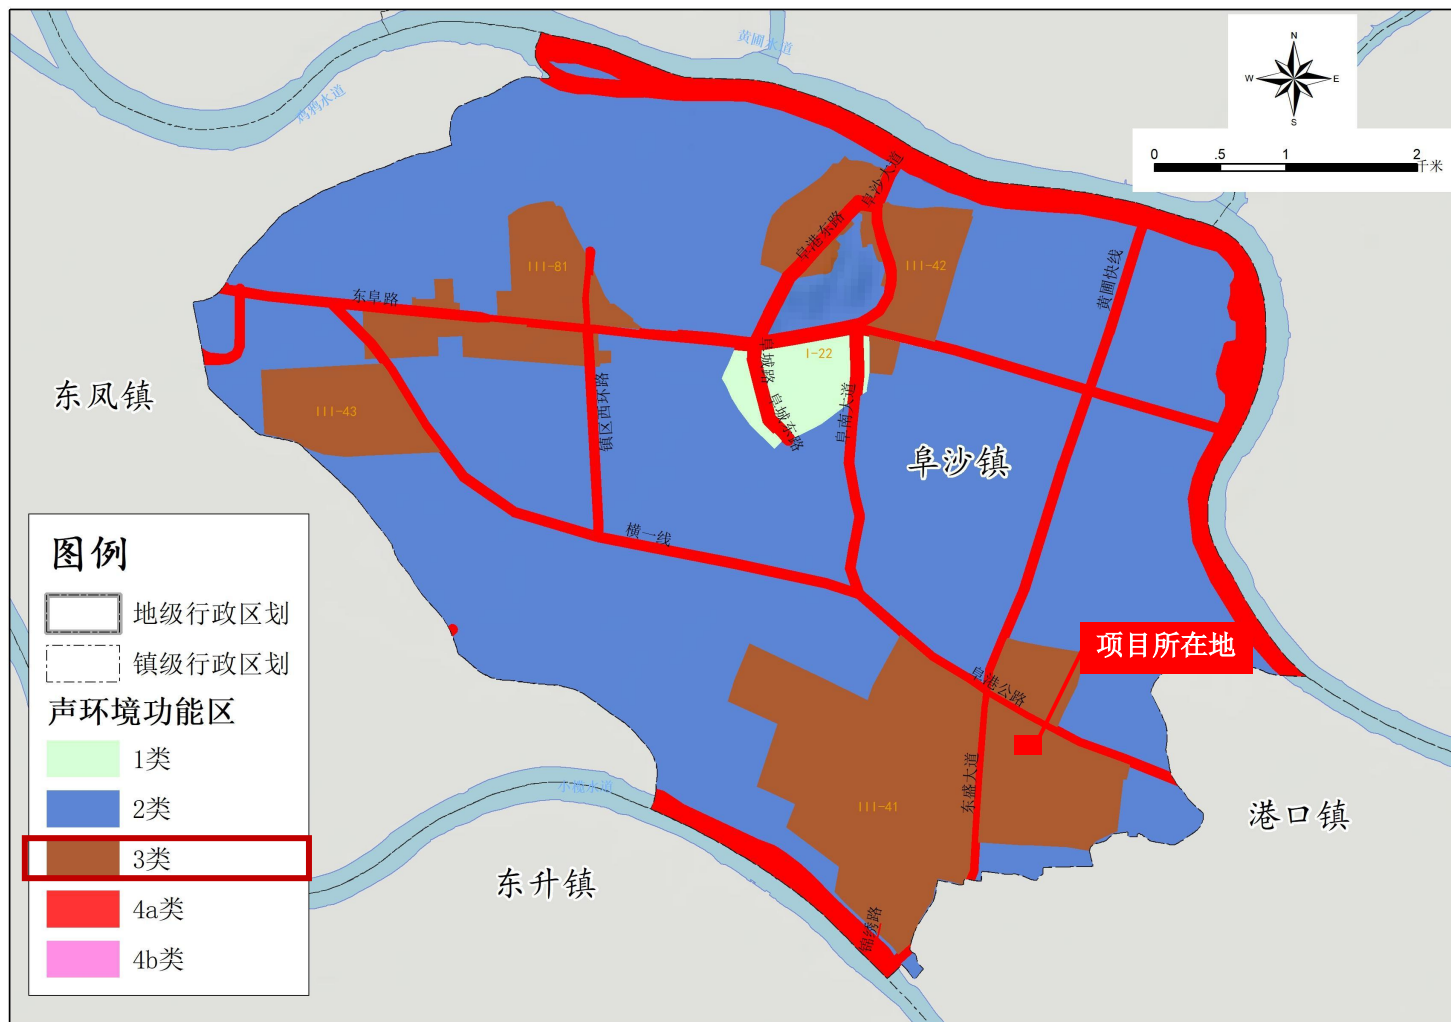 黄圃水道
鸡鸦水道
N
W
E
S
0
.5
1
2
千米
阜沙大道
阜港东路
III-81
III-42
黄圃快线
东阜路
I-22
阜城路
东凤镇
III-43
镇区西环路
阜城东路
阜南大道
阜沙镇
横一线
图例
地级行政区划
镇级行政区划
声环境功能区
1类
2类
3类
4a类
4b类
项目所在地
阜港公路
小榄水道
III-41
东盛大道
港口镇
东升镇
锦绣路